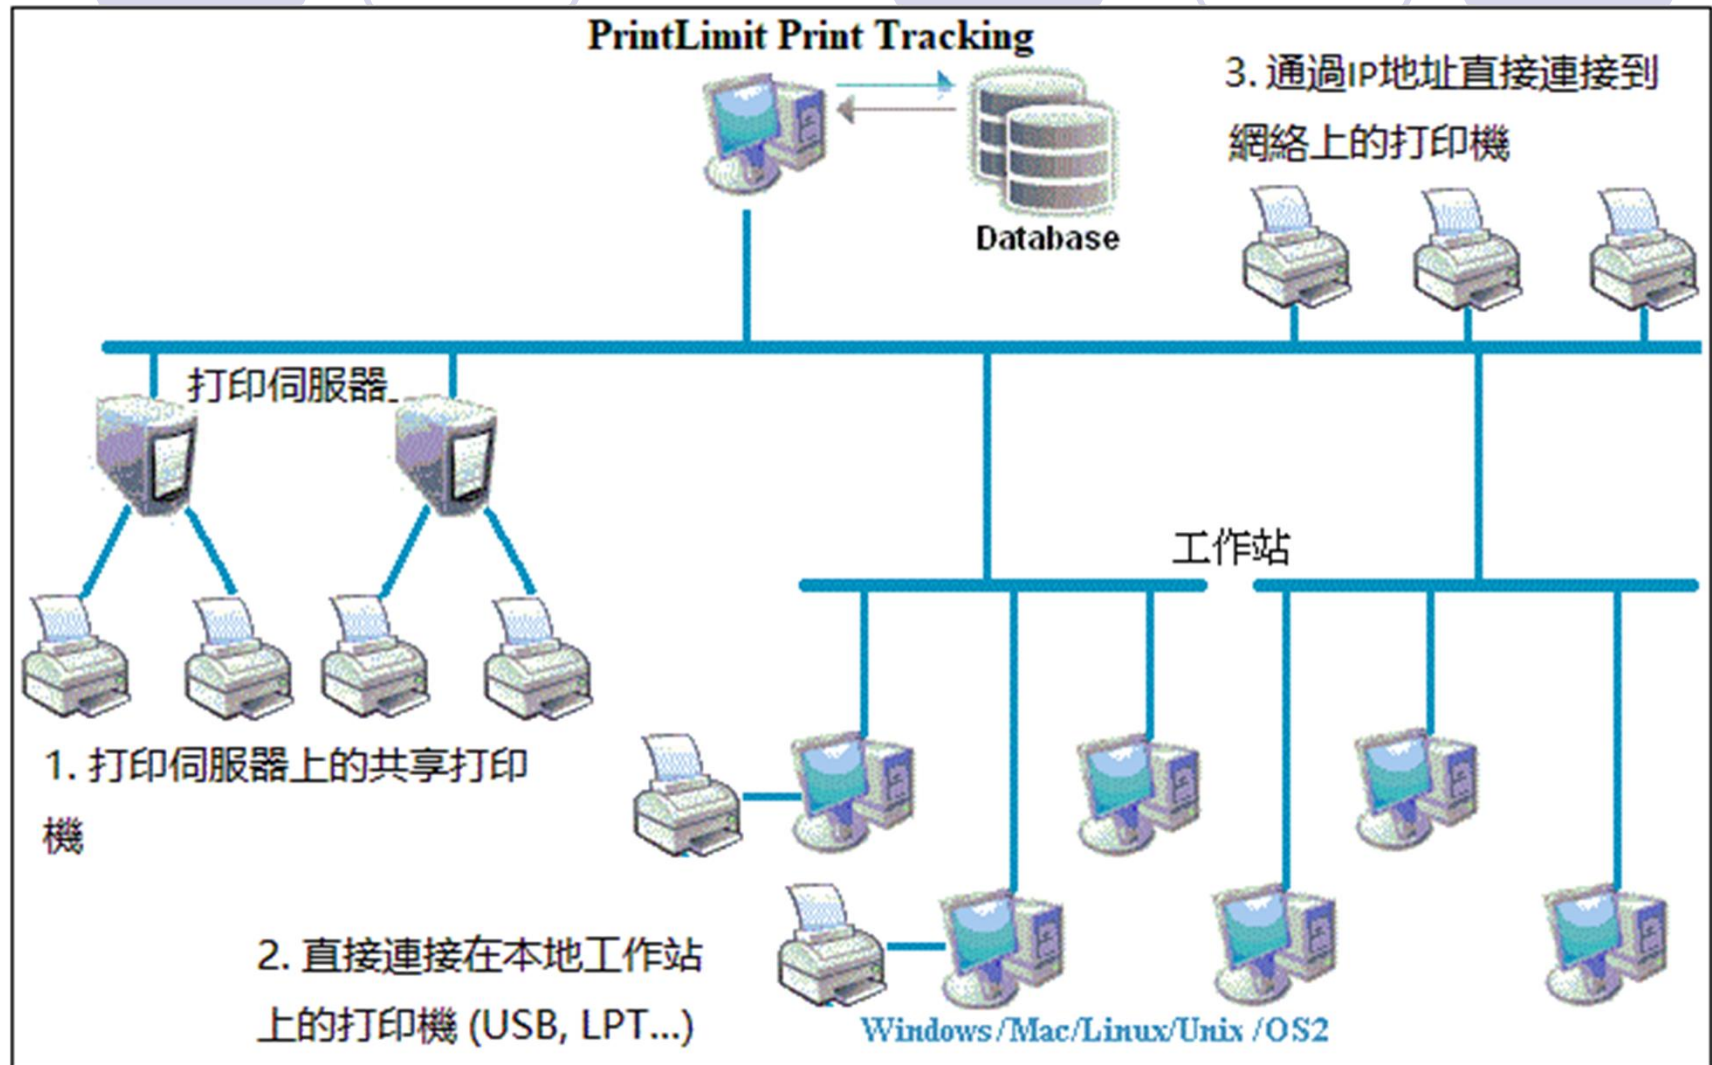 PrintLimit Print Tracking
3. 通過IP地址直接連接到
網絡上的打印機
Database
打印伺服器
工作站
1. 打印伺服器上的共享打印
機
2. 直接連接在本地工作站
上的打印機 (USB, LPT...)
Windows/Mac/Linux/Unix /OS2